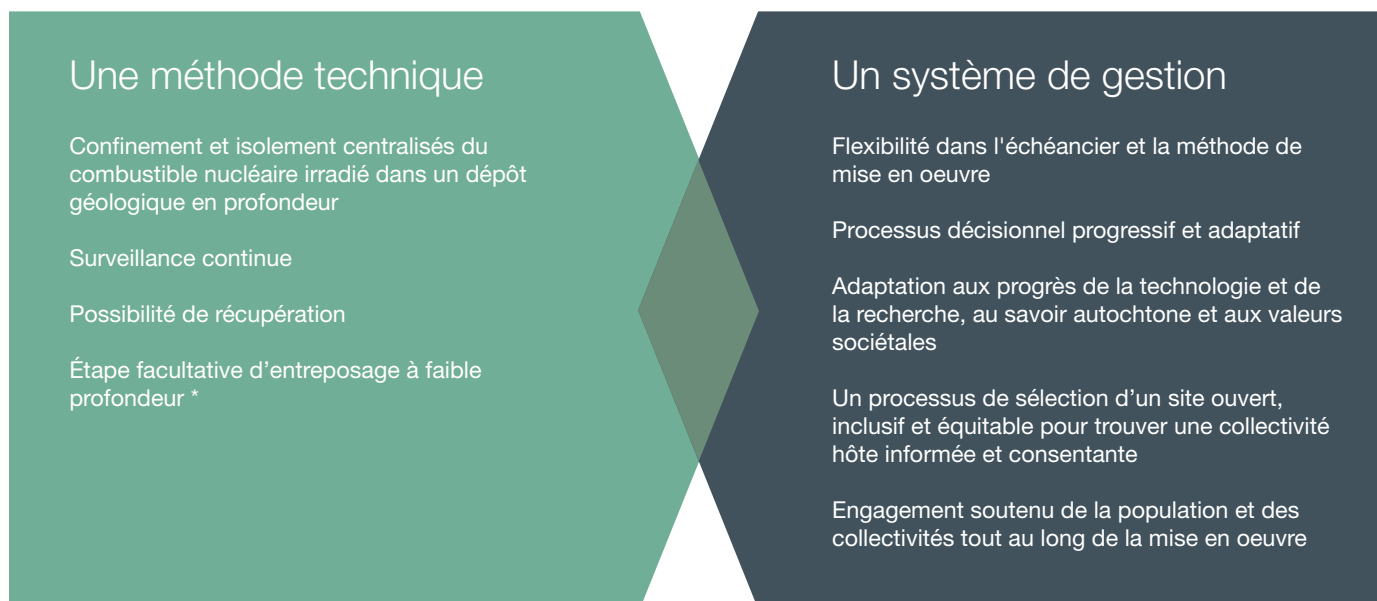 Une méthode technique
Confinement et isolement centralisés du
combustible nucléaire irradié dans un dépôt
géologique en profondeur
Surveillance continue
Possibilité de récupération
Étape facultative d’entreposage à faible
profondeur *
Un système de gestion
Flexibilité dans l'échéancier et la méthode de
mise en oeuvre
Processus décisionnel progressif et adaptatif
Adaptation aux progrès de la technologie et de
la recherche, au savoir autochtone et aux valeurs
sociétales
Un processus de sélection d’un site ouvert,
inclusif et équitable pour trouver une collectivité
hôte informée et consentante
Engagement soutenu de la population et des
collectivités tout au long de la mise en oeuvre